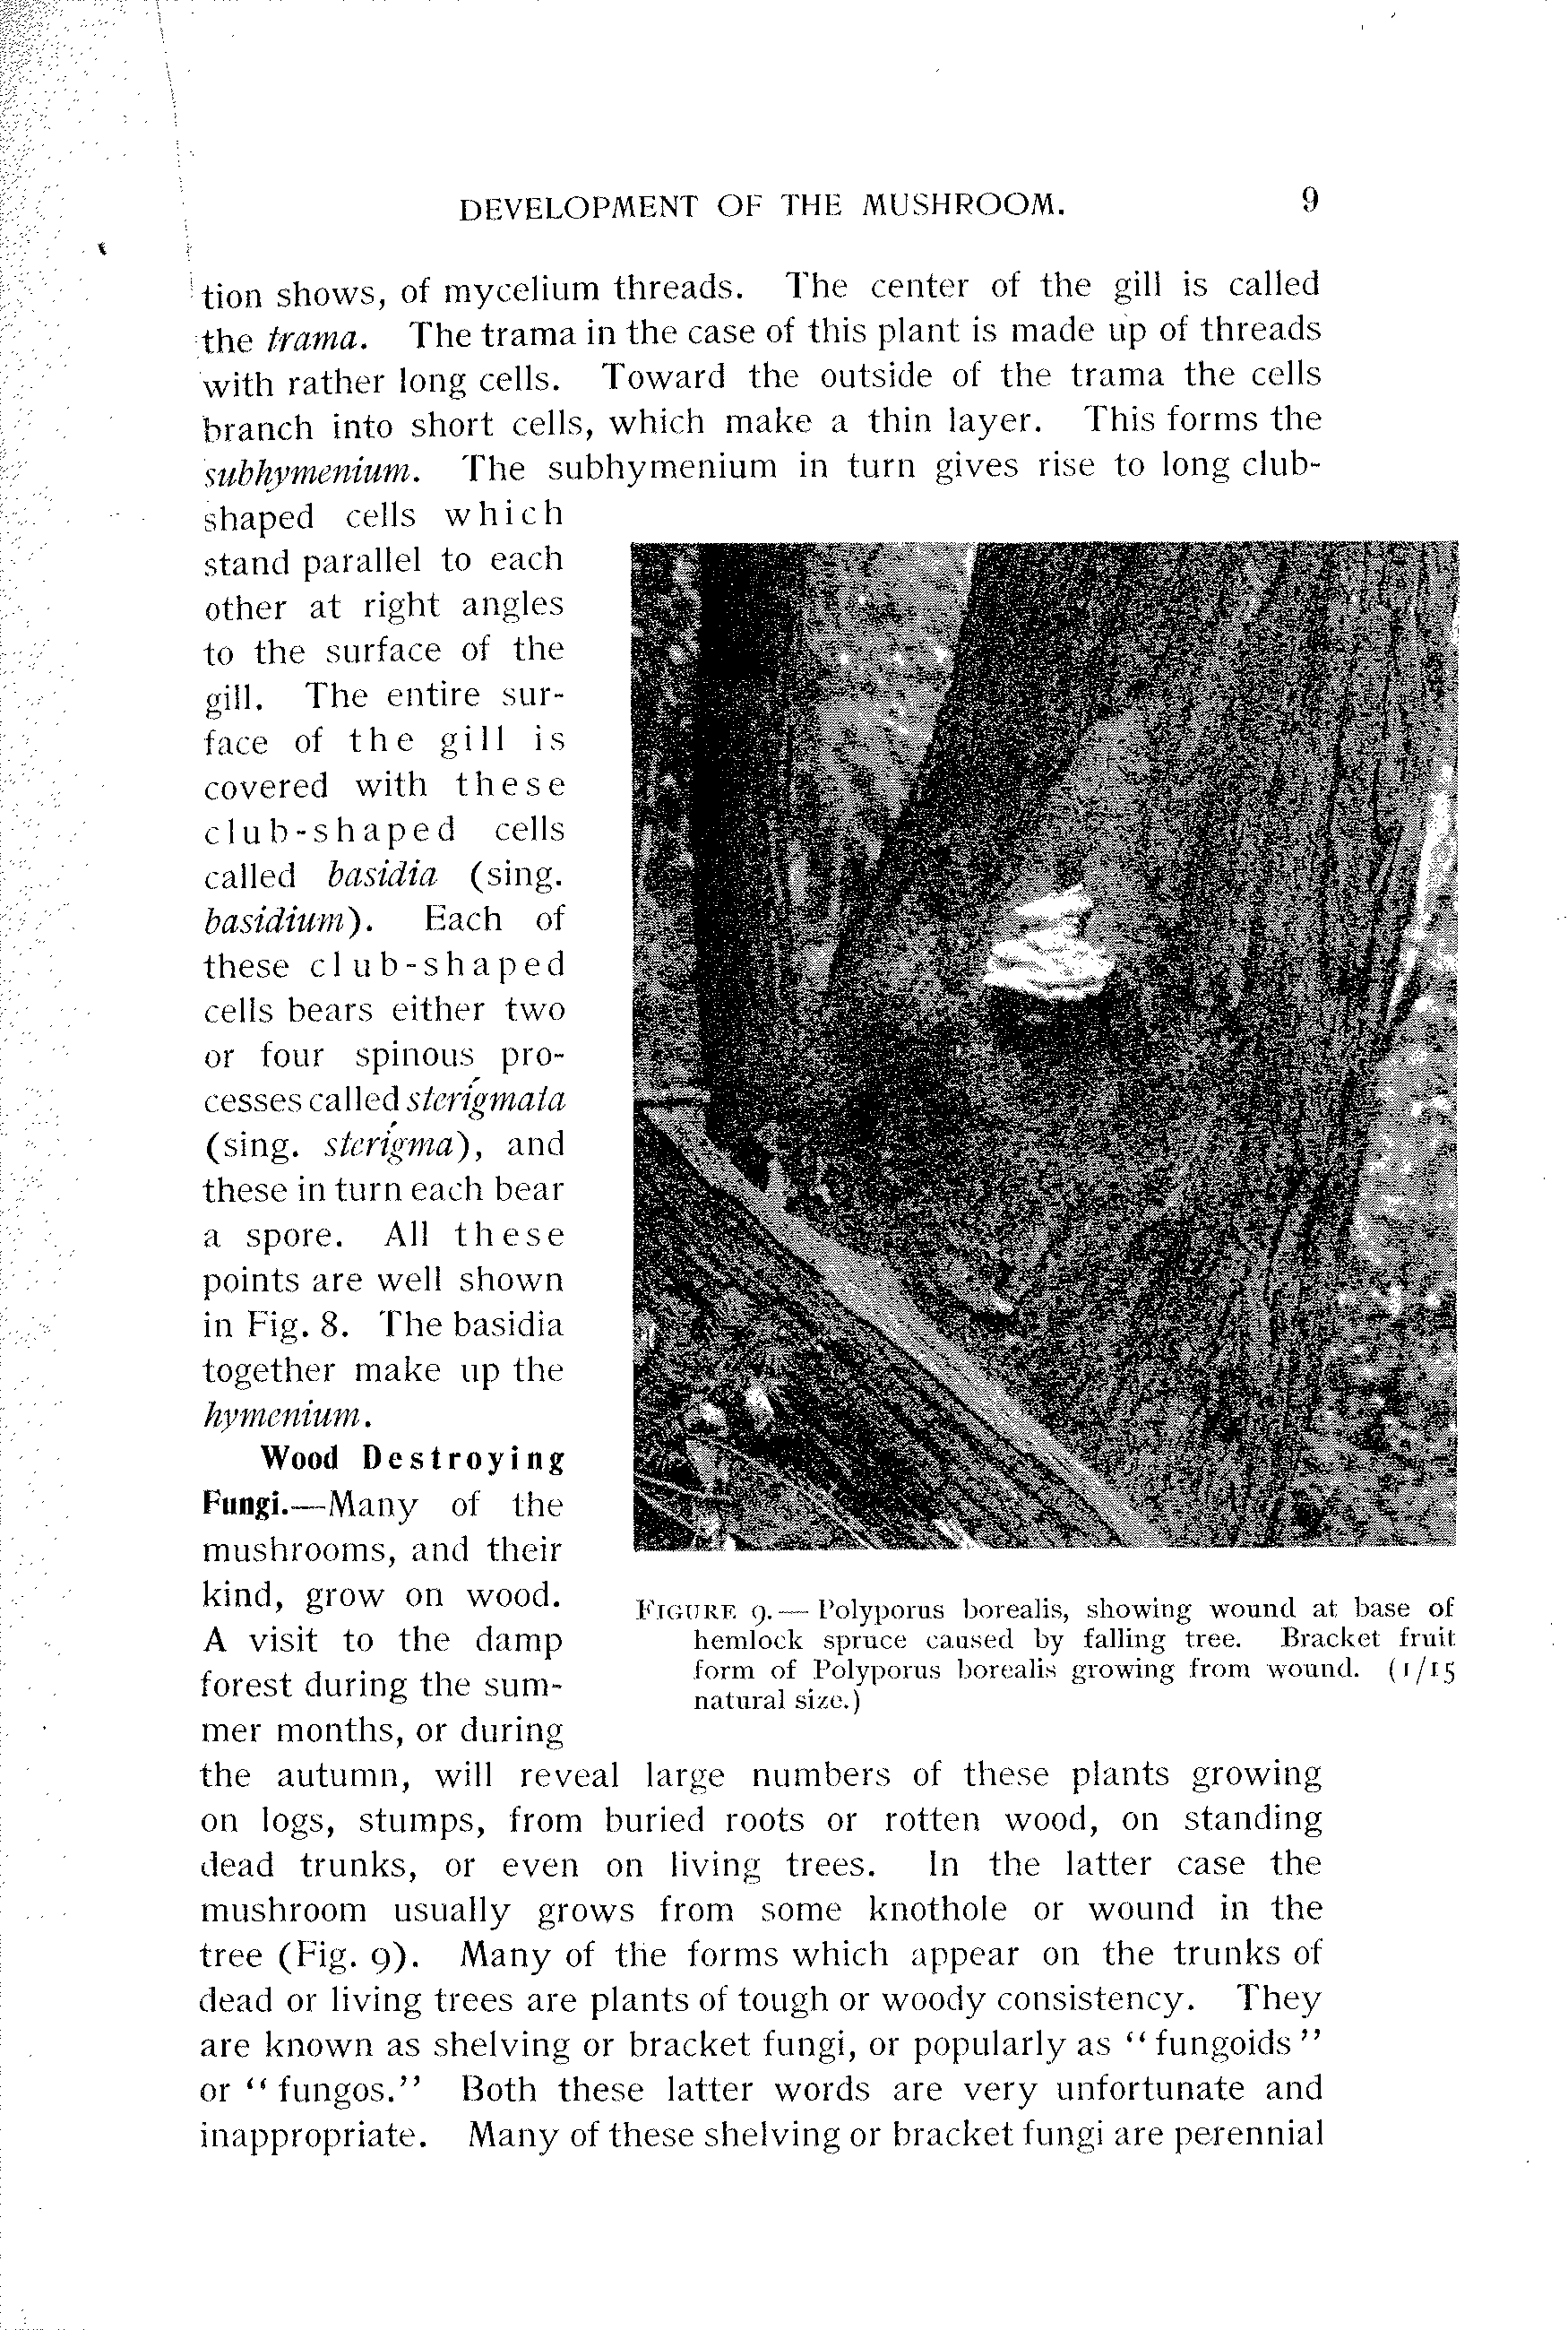 DEVELOPMENT OF THE MUSHROOM. 9
tion shows, of mycelium threads. The center of the gill is called
the trama. The trama in the case of this plant is made up of threads
with rather long cells. Toward the outside of the trama the cells
branch into short cells, which make a thin layer. This forms the
subhymenium. The subhymenium in turn gives rise to long club-
shaped cells which
stand parallel to each
other at right angles
to the surface of the
gill. The entire sur-
face of the gill is
covered with these
club-shaped cells
called basidia (sing.
basidium). Each of
these club-shaped
cells bears either two
or four spinous pro-
cesses called sterigmata
(sing. sterigma), and
these in turn each bear
a spore. All these
points are well shown
in Fig. 8. The basidia
together make up the
hymenium.
Wood Destroying
Fungi.—Many of the
mushrooms, and their
kind, grow on wood.
A visit to the damp
forest during the sum-
mer months, or during
FIGURE 9.— Polyporus borealis, showing wound at base of
hemlock spruce caused by falling tree. Bracket fruit
form of Polyporus borealis growing from wound. (1/15
natural size.)
the autumn, will reveal large numbers of these plants growing
on logs, stumps, from buried roots or rotten wood, on standing
dead trunks, or even on living trees. In the latter case the
mushroom usually grows from some knothole or wound in the
tree (Fig. 9). Many of the forms which appear on the trunks of
dead or living trees are plants of tough or woody consistency. They
are known as shelving or bracket fungi, or popularly as “fungoids”
or “fungos.” Both these latter words are very unfortunate and
inappropriate. Many of these shelving or bracket fungi are perennial